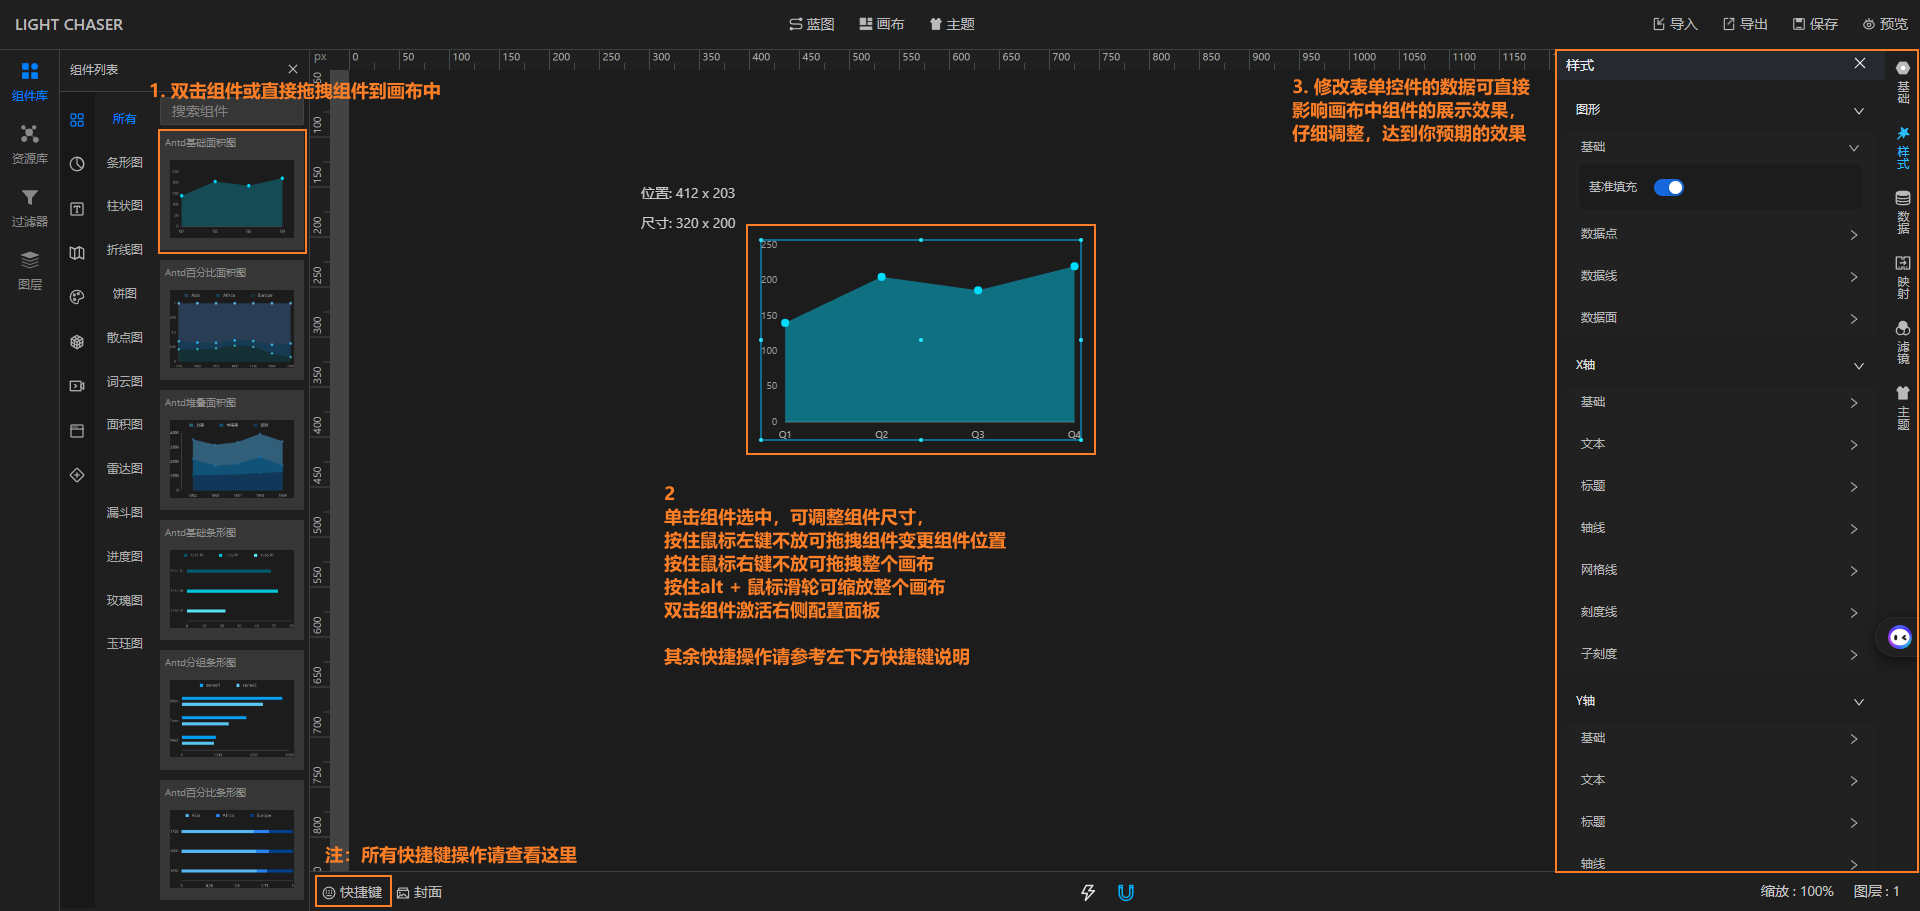 LIGHT CHASER
蓝图
画布
主题
导入
导出
保存
预览
组件库
资源库
过滤器
图层
组件列表
1. 双击组件或直接拖拽组件到画布中
搜索组件
所有
条形图
柱状图
折线图
饼图
散点图
词云图
面积图
雷达图
漏斗图
进度图
玫瑰图
玉珏图
Antd基础面积图
Antd百分比面积图
Asia Africa Europe
Antd堆叠面积图
Antd基础条形图
Antd分组条形图
series1 series2
Antd百分比条形图
Asia Africa Europe
px
0 50 100 150 200 250 300 350 400 450 500 550 600 650 700 750 800 850 900 950 1000 1050 1100 1150
50
100
150
200
250
300
350
400
450
500
550
600
650
700
750
800
位置: 412 x 203
尺寸: 320 x 200
250
200
150
100
50
0
Q1 Q2 Q3 Q4
2
单击组件选中，可调整组件尺寸，
按住鼠标左键不放可拖拽组件变更组件位置
按住鼠标右键不放可拖拽整个画布
按住alt + 鼠标滑轮可缩放整个画布
双击组件激活右侧配置面板
其余快捷操作请参考左下方快捷键说明
3. 修改表单控件的数据可直接
影响画布中组件的展示效果，
仔细调整，达到你预期的效果
样式
图形
基础
基准填充
数据点
数据线
数据面
X轴
基础
文本
标题
轴线
网格线
刻度线
子刻度
Y轴
基础
文本
标题
轴线
基础
样式
数据
映射
滤镜
主题
注：所有快捷键操作请查看这里
快捷键
封面
缩放 : 100%
图层 : 1